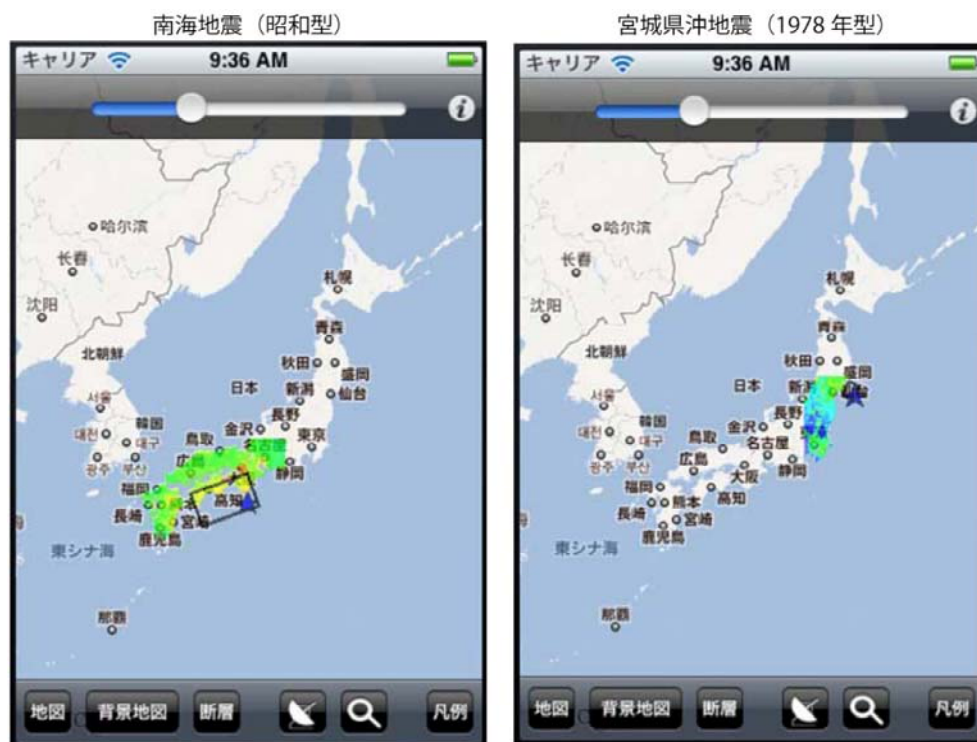 南海地震（昭和型）
キャリア 9:36 AM
哈尔滨
长春
沈阳
札幌
北朝鮮
青森
秋田
盛岡
서울
日本
新潟
仙台
韓国
長野
대전
대구
金沢
東京
광주
부산
鳥取
名古屋
広島
静岡
福岡
高知
熊本
長崎
宮崎
鹿児島
東シナ海
那覇
地図 背景地図 断層 凡例
宮城県沖地震（1978 年型）
キャリア 9:36 AM
哈尔滨
长春
沈阳
札幌
北朝鮮
青森
秋田
盛岡
서울
日本
仙台
韓国
長野
대전
대구
金沢
광주
부산
鳥取
名古屋
広島
静岡
大阪
福岡
高知
熊本
長崎
宮崎
鹿児島
東シナ海
那覇
地図 背景地図 断層 凡例